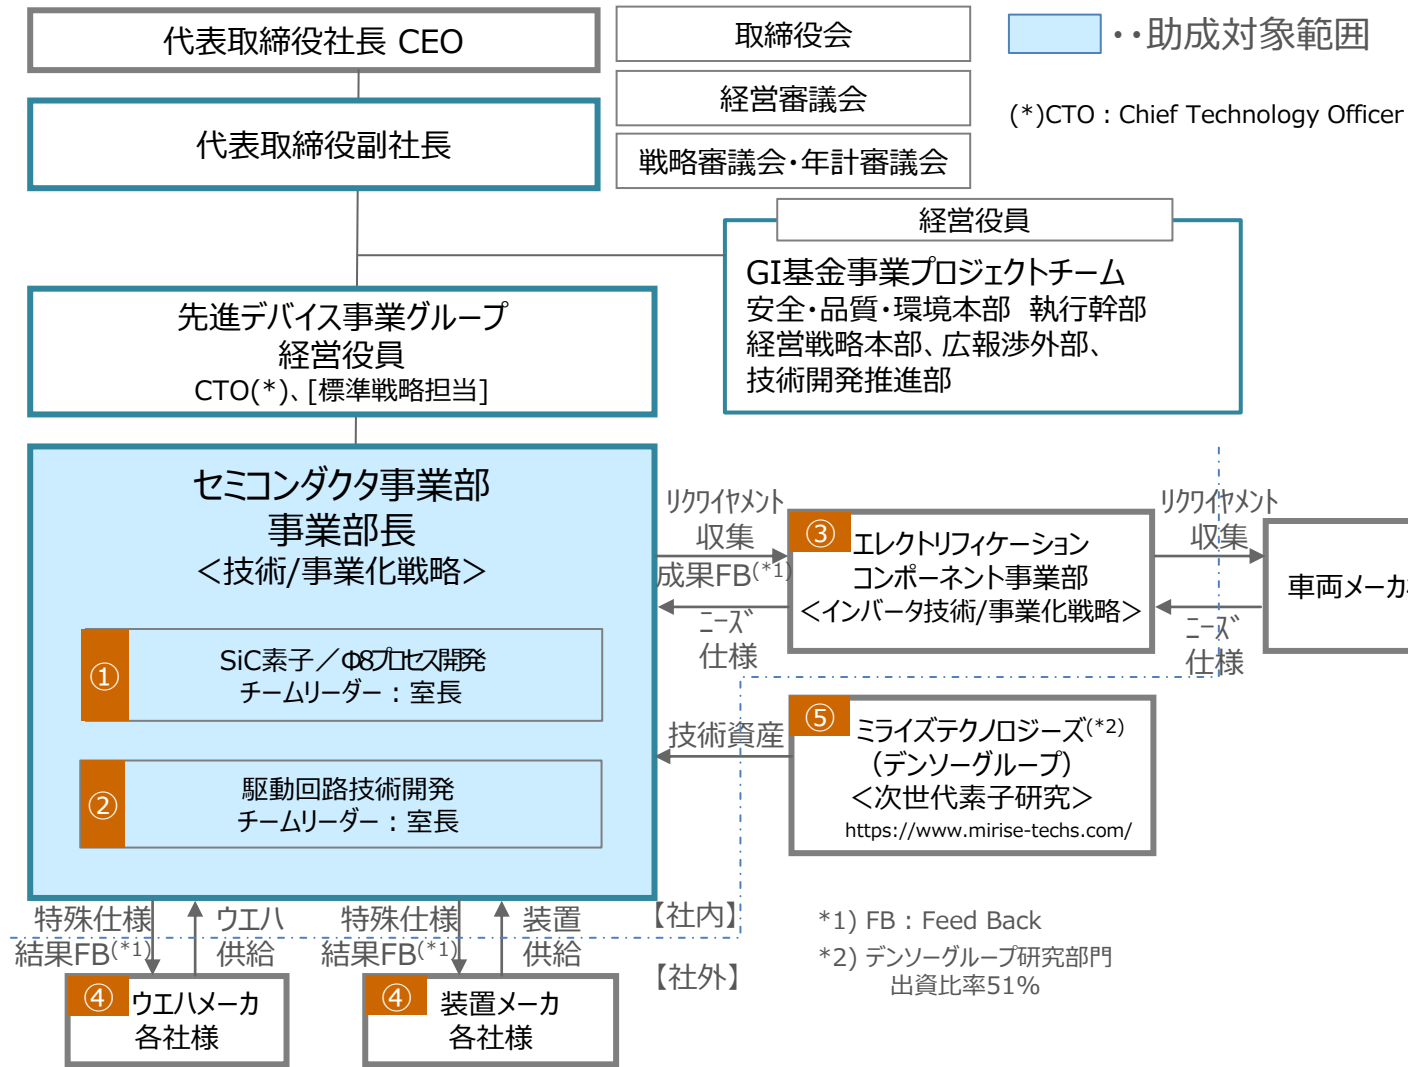 代表取締役社長 CEO
取締役会
‥助成対象範囲
経営審議会
(*)CTO：Chief Technology Officer
代表取締役副社長
戦略審議会・年計審議会
経営役員
GI基金事業プロジェクトチーム
安全・品質・環境本部　執行幹部
経営戦略本部、広報渉外部、
技術開発推進部
先進デバイス事業グループ
経営役員
CTO(*)、[標準戦略担当]
セミコンダクタ事業部
事業部長
＜技術/事業化戦略＞
①
SiC素子／Φ8プロセス開発
チームリーダー：室長
②
駆動回路技術開発
チームリーダー：室長
リクワイヤメント
収集
成果FB(*1)
ニーズ
仕様
③
エレクトリフィケーション
コンポーネント事業部
＜インバータ技術/事業化戦略＞
リクワイヤメント
収集
ニーズ
仕様
車両メーカ
技術資産
⑤
ミライズテクノロジーズ(*2)
（デンソーグループ）
＜次世代素子研究＞
https://www.mirise-techs.com/
特殊仕様
結果FB(*1)
ウエハ
供給
特殊仕様
結果FB(*1)
装置
供給
【社内】
【社外】
④
ウエハメーカ
各社様
④
装置メーカ
各社様
*1) FB：Feed Back
*2) デンソーグループ研究部門
出資比率51%